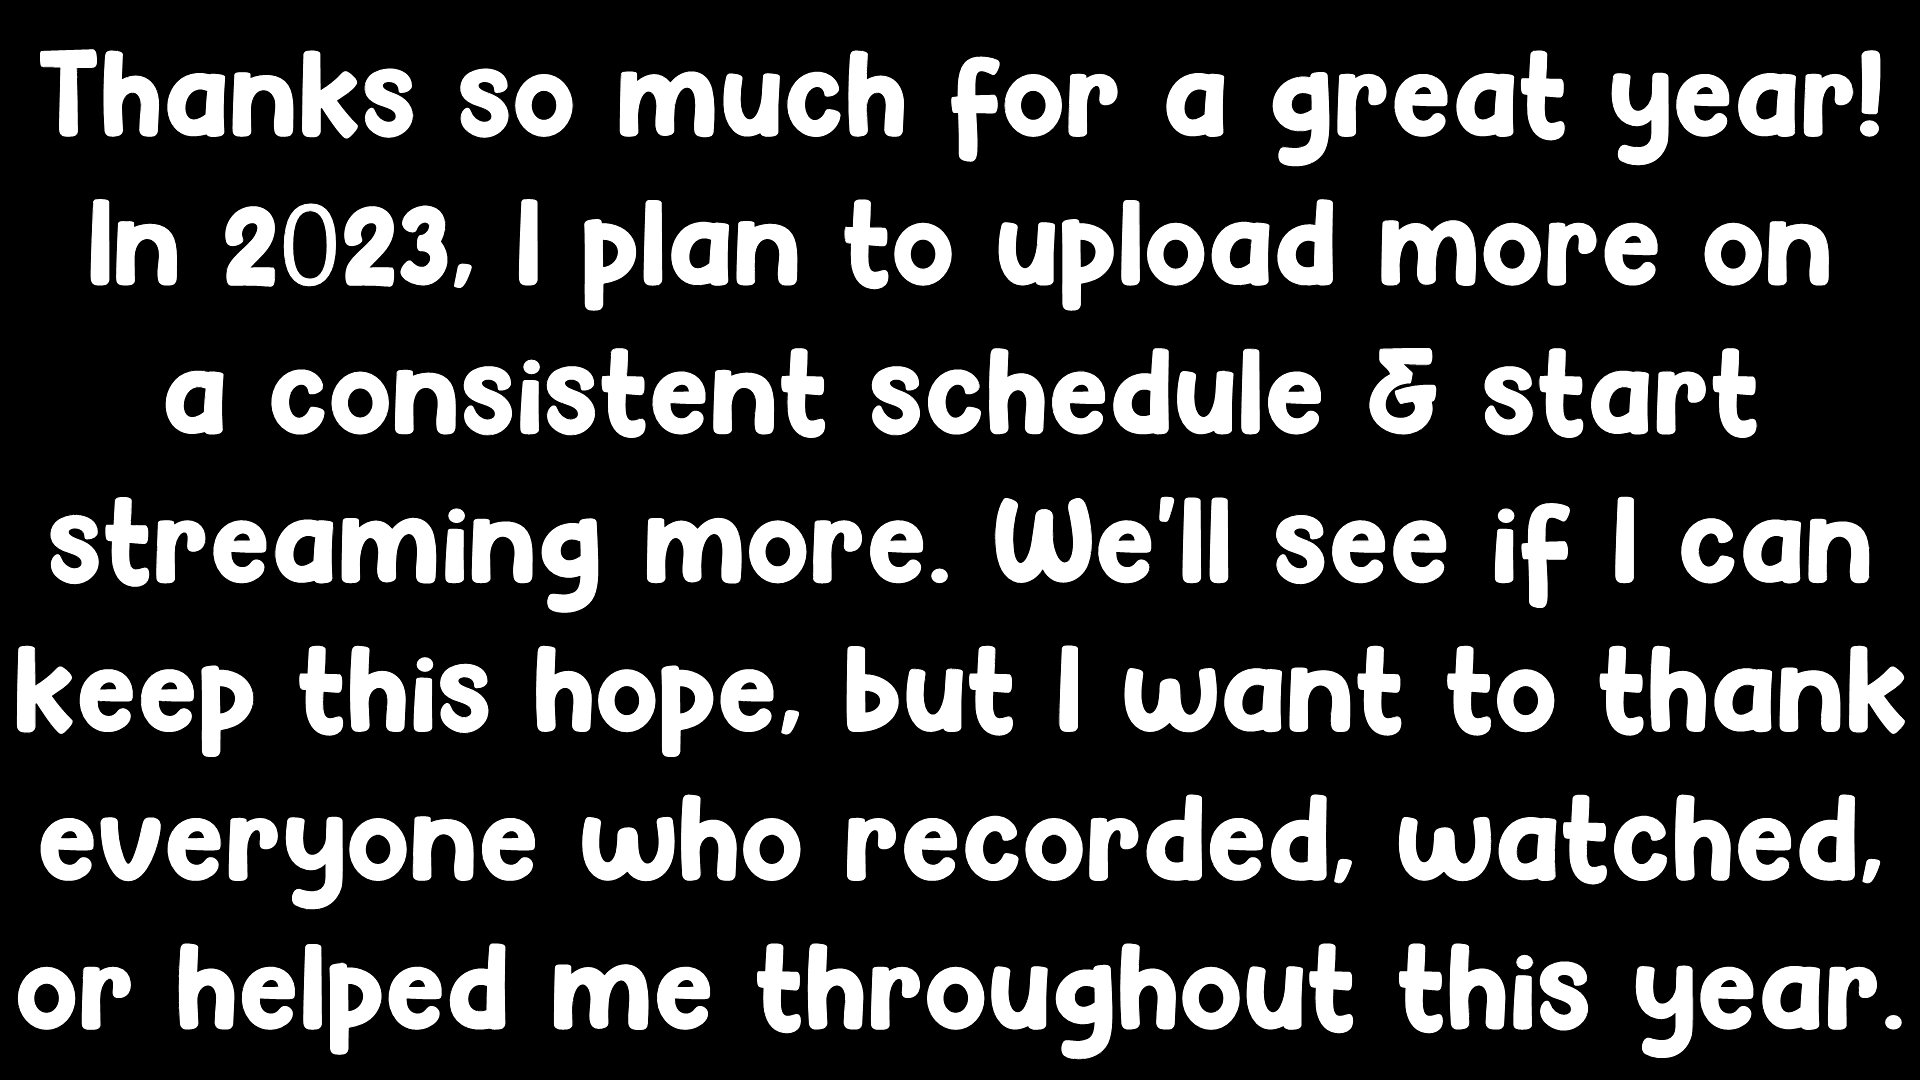 Thanks so much for a great year!
In 2023, I plan to upload more on
a consistent schedule & start
streaming more. We'll see if I can
keep this hope, but I want to thank
everyone who recorded, watched,
or helped me throughout this year.